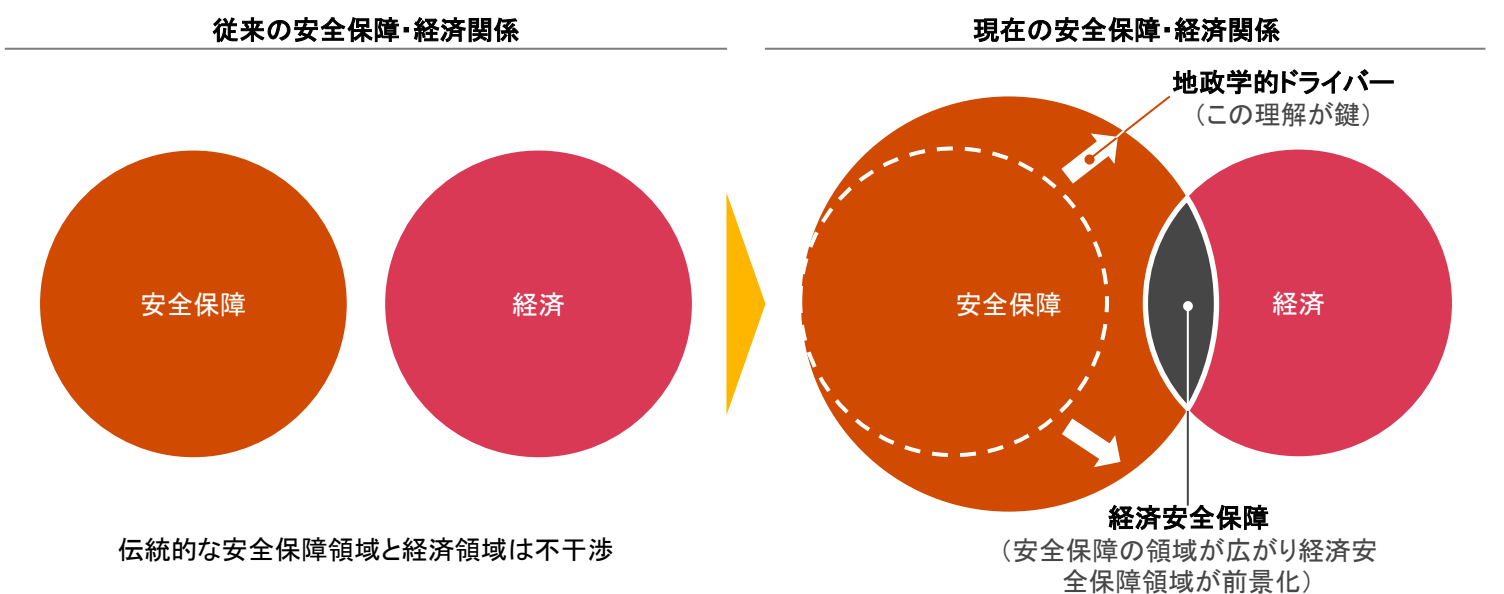 従来の安全保障・経済関係
安全保障
経済
伝統的な安全保障領域と経済領域は不干渉
現在の安全保障・経済関係
地政学的ドライバー
（この理解が鍵）
安全保障
経済
経済安全保障
（安全保障の領域が広がり経済安
全保障領域が前景化）